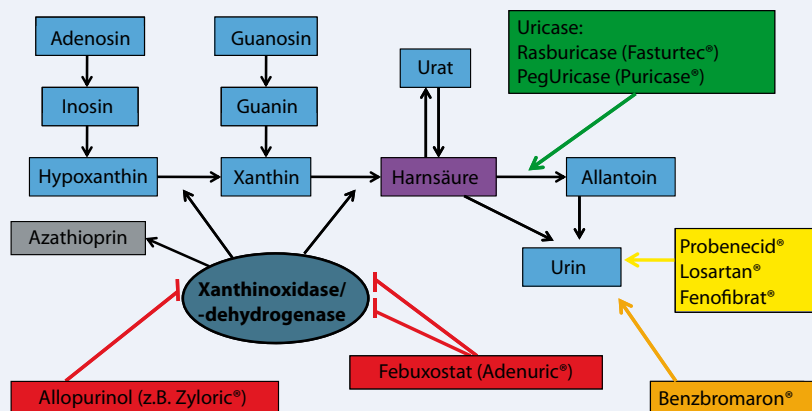 Adenosin
Guanosin
Uricase:
Rasburicase (Fasturtec®)
PegUricase (Puricase®)
Urat
Inosin
Guanin
Hypoxanthin
Xanthin
Harnsäure
Allantoin
Azathioprin
Urin
Probenecid®
Losartan®
Fenofibrat®
Xanthinoxidase/
-dehydrogenase
Febuxostat (Adenuric®)
Allopurinol (z.B. Zyloric®)
Benzbromaron®